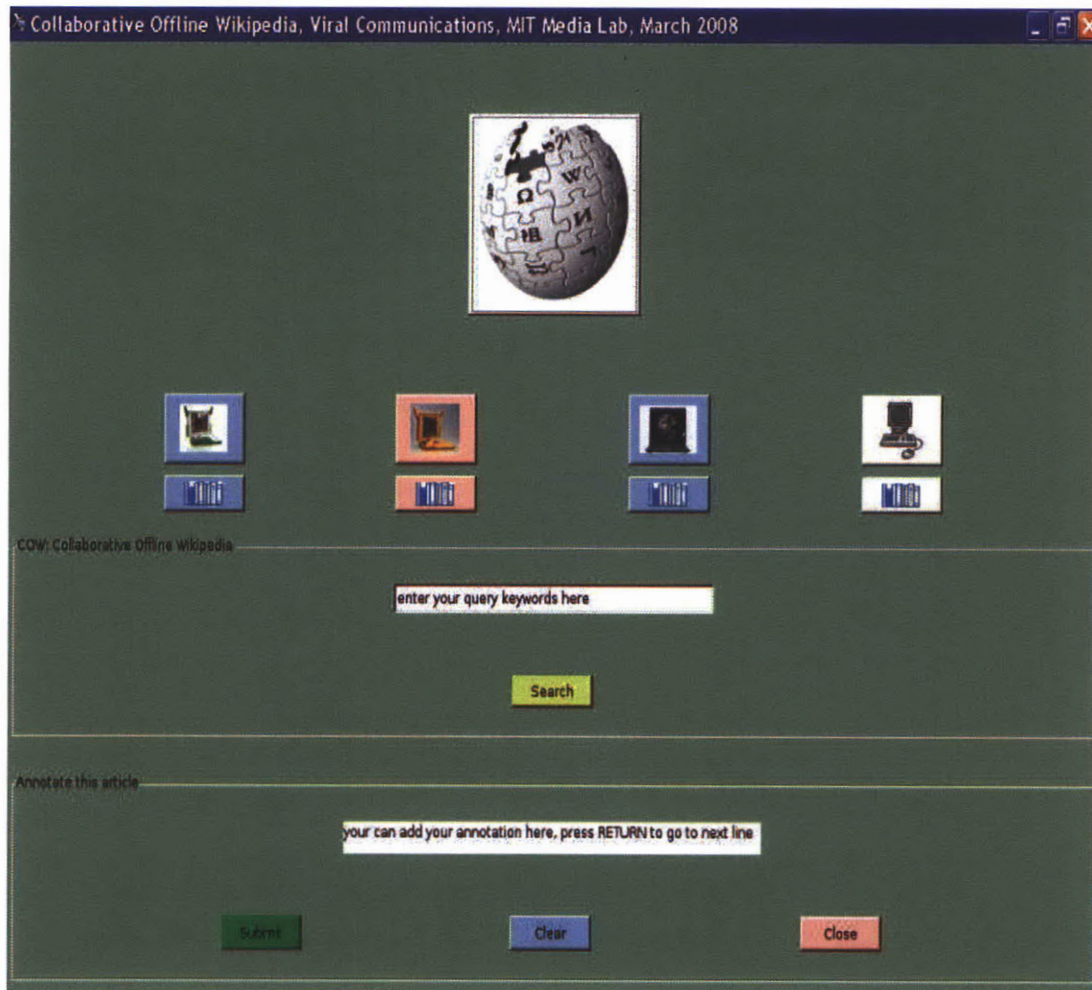 Collaborative Offline Wikipedia, Viral Communications, MIT Media Lab, March 2008
Ω W
祖 И
COW: Collaborative Offline Wikipedia
enter your query keywords here
Search
Annotate this article
your can add your annotation here, press RETURN to go to next line
Submit
Clear
Close